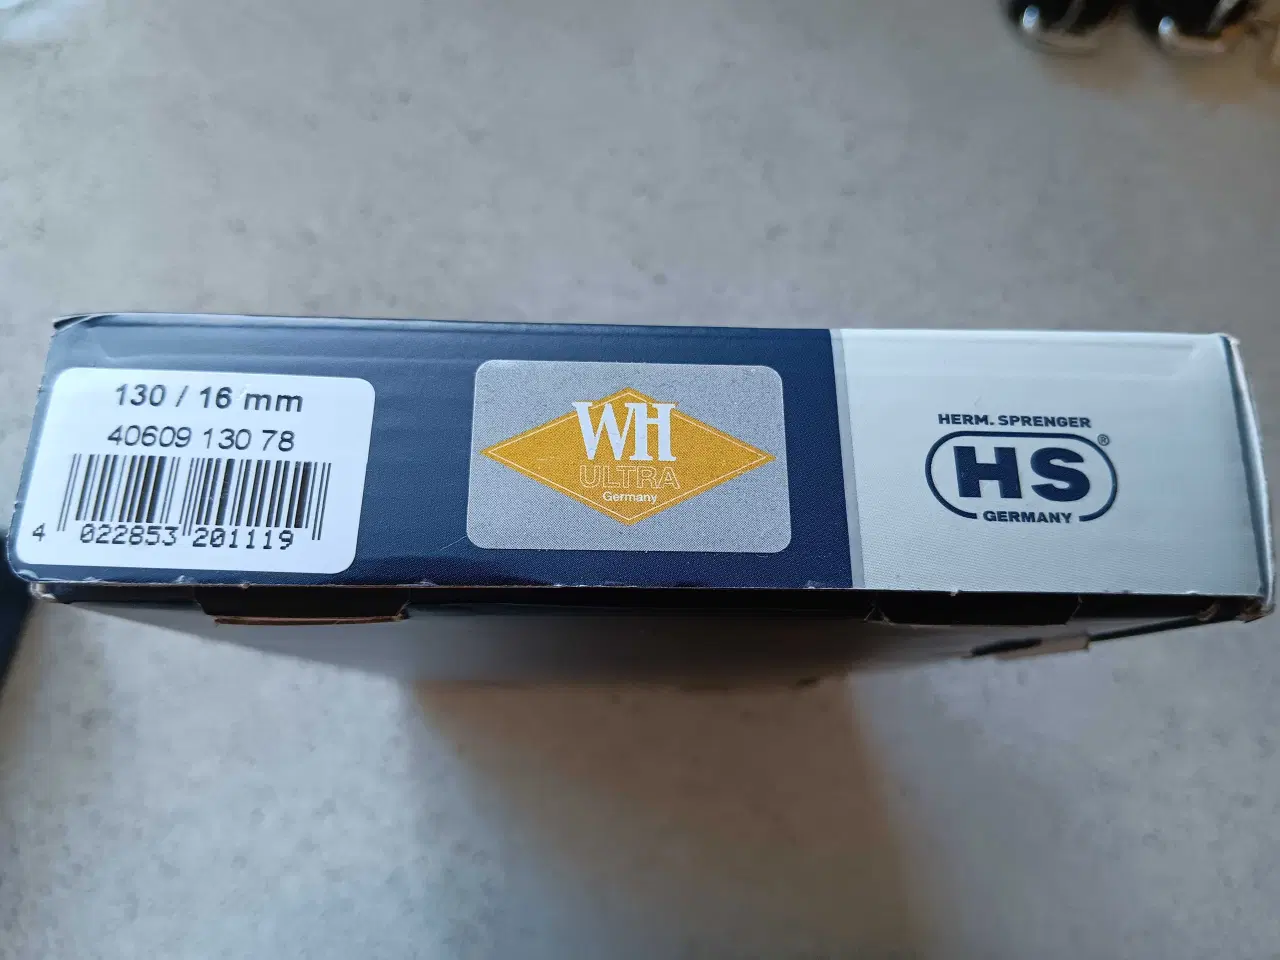 130 / 16 mm
40609 130 78
4 022853 201119
WH
ULTRA
Germany
HERM. SPRENGER
HS®
GERMANY